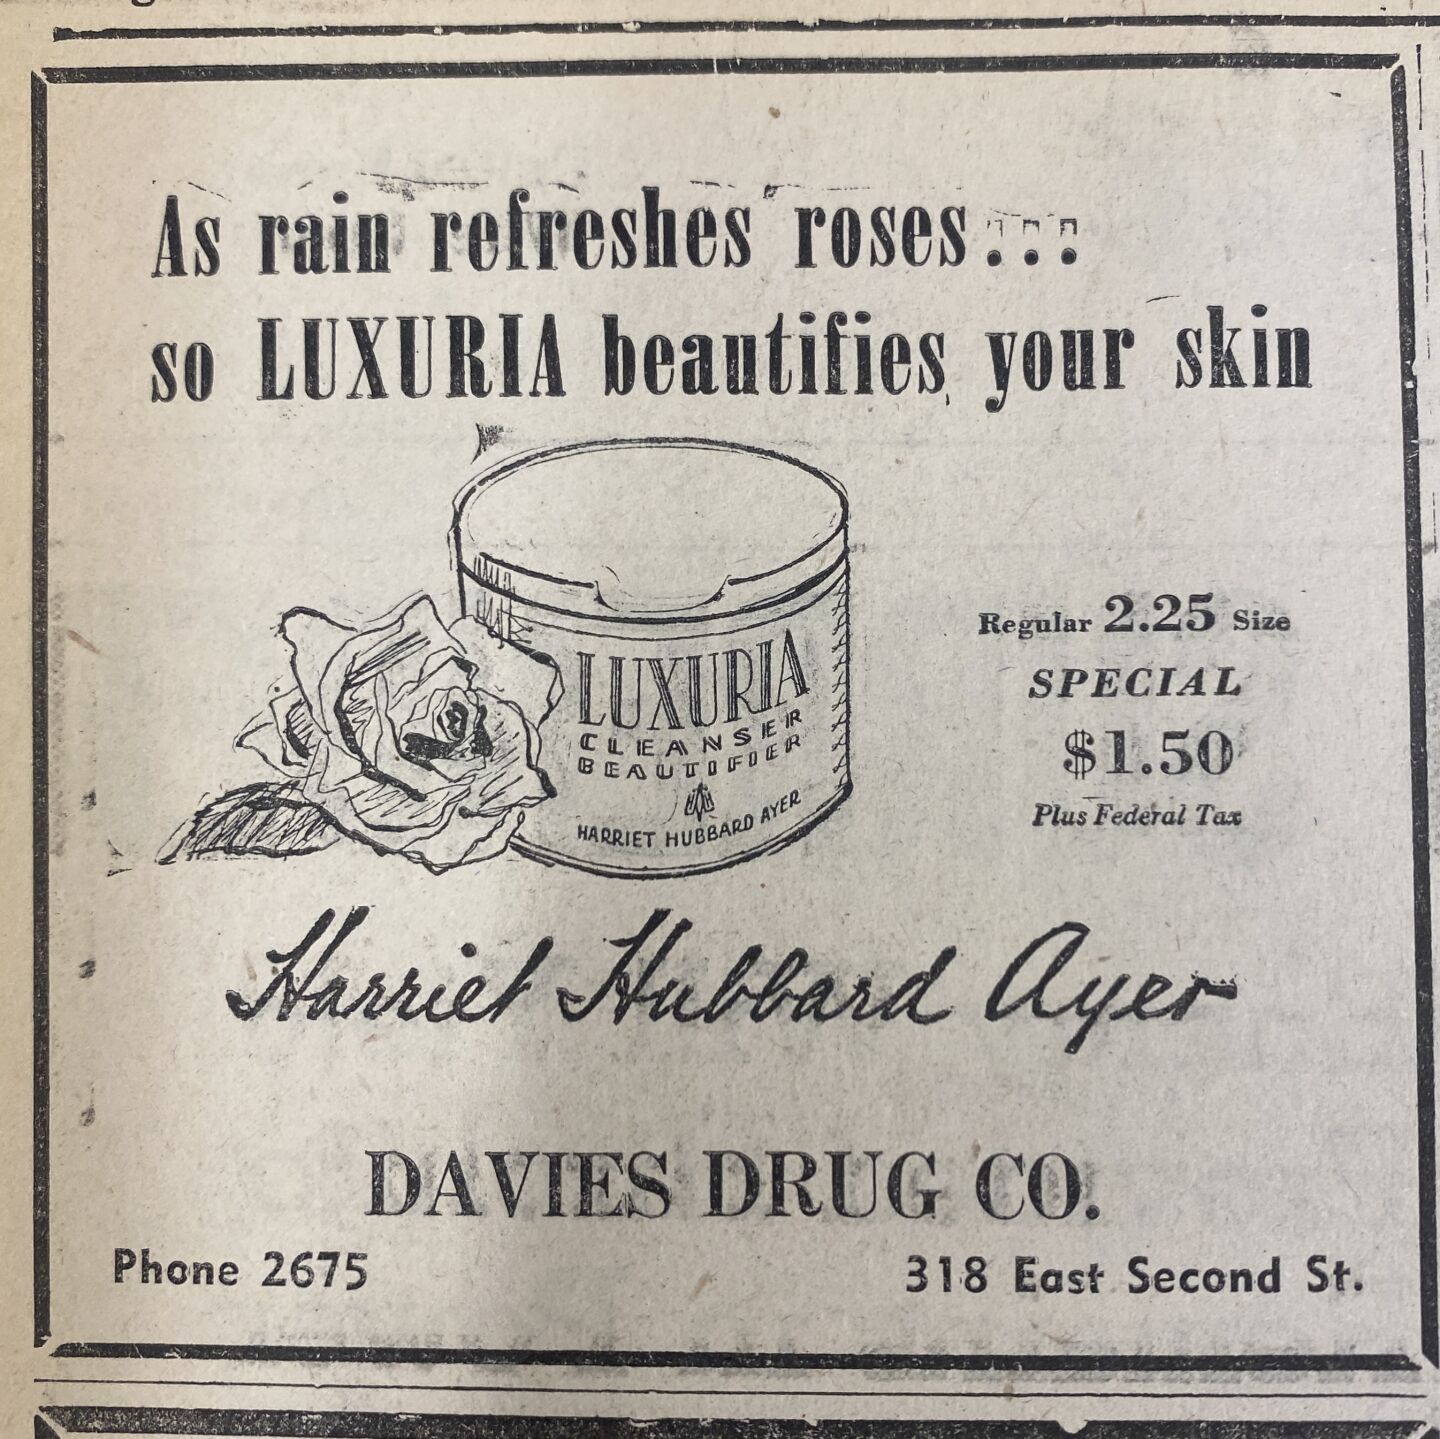 As rain refreshes roses...
so LUXURIA beautifies your skin
LUXURIA
CLEANSER
BEAUTIFIER
HARRIET HUBBARD AYER
Regular 2.25 Size
SPECIAL
$1.50
Plus Federal Tax
Harriet Hubbard Ayer
DAVIES DRUG CO.
Phone 2675
318 East Second St.